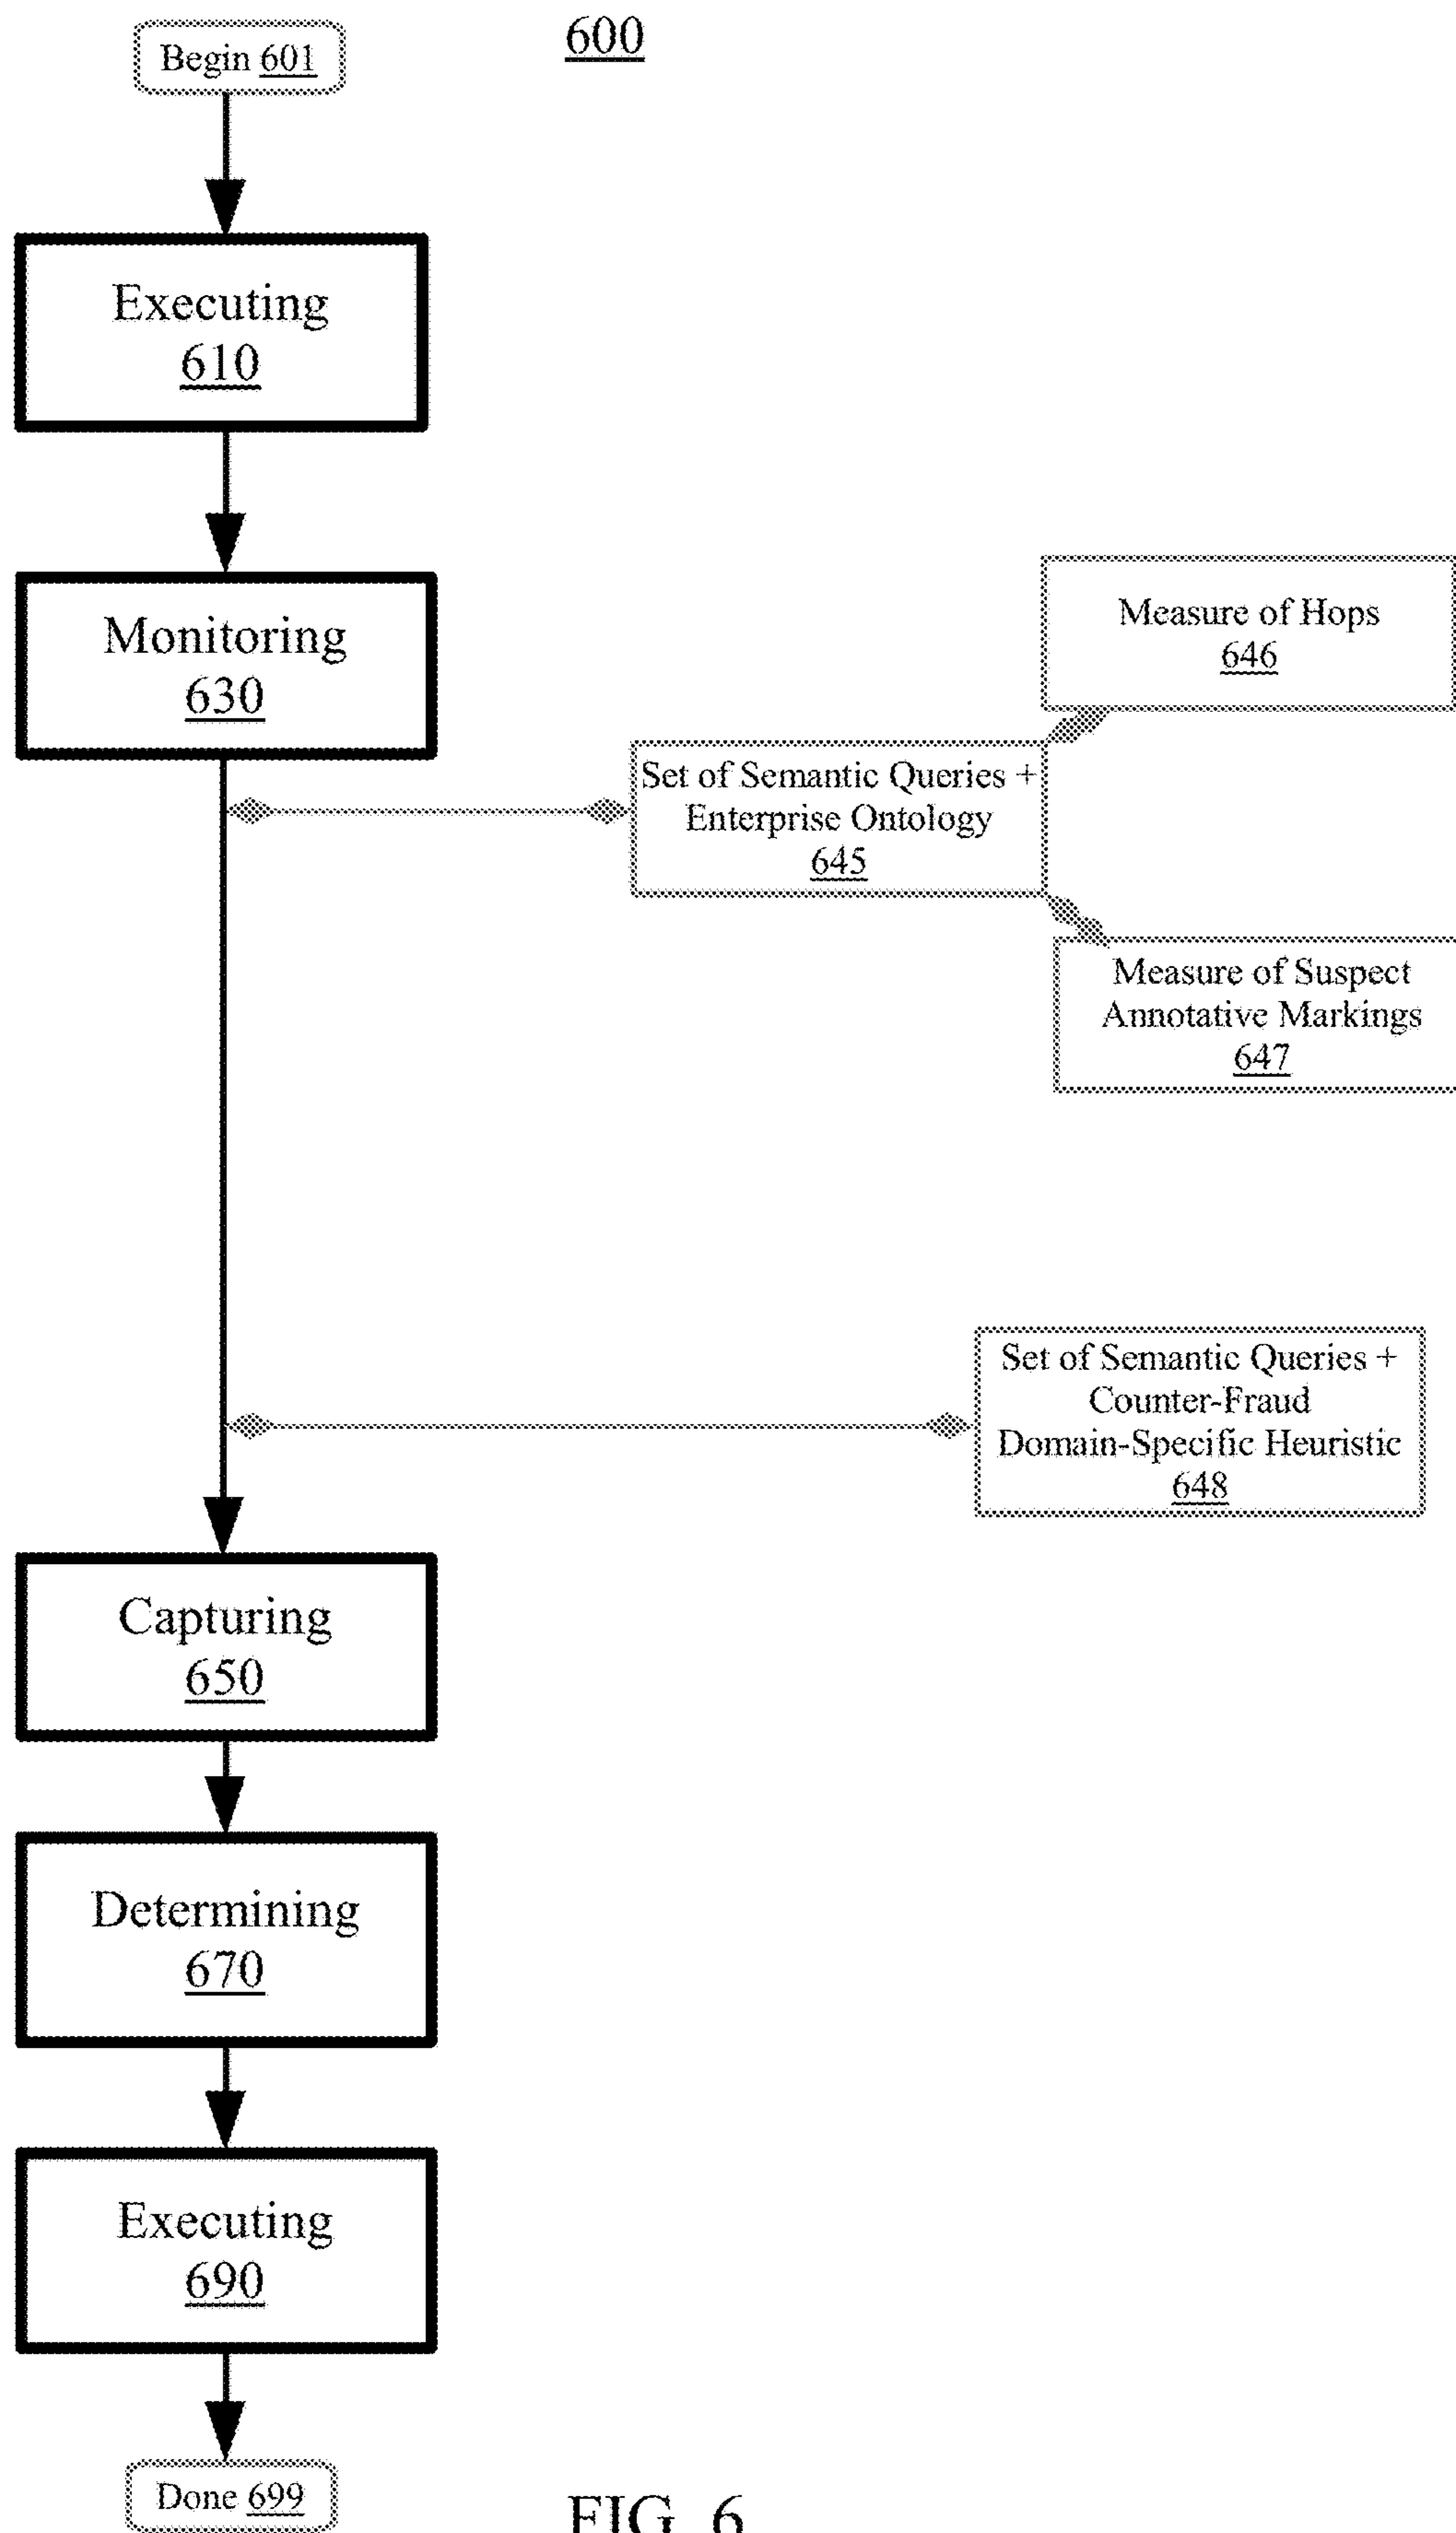 600
Begin 601
Executing
610
Monitoring
630
Measure of Hops
646
Set of Semantic Queries +
Enterprise Ontology
645
Measure of Suspect
Annotative Markings
647
Set of Semantic Queries +
Counter-Fraud
Domain-Specific Heuristic
648
Capturing
650
Determining
670
Executing
690
Done 699
FIG. 6